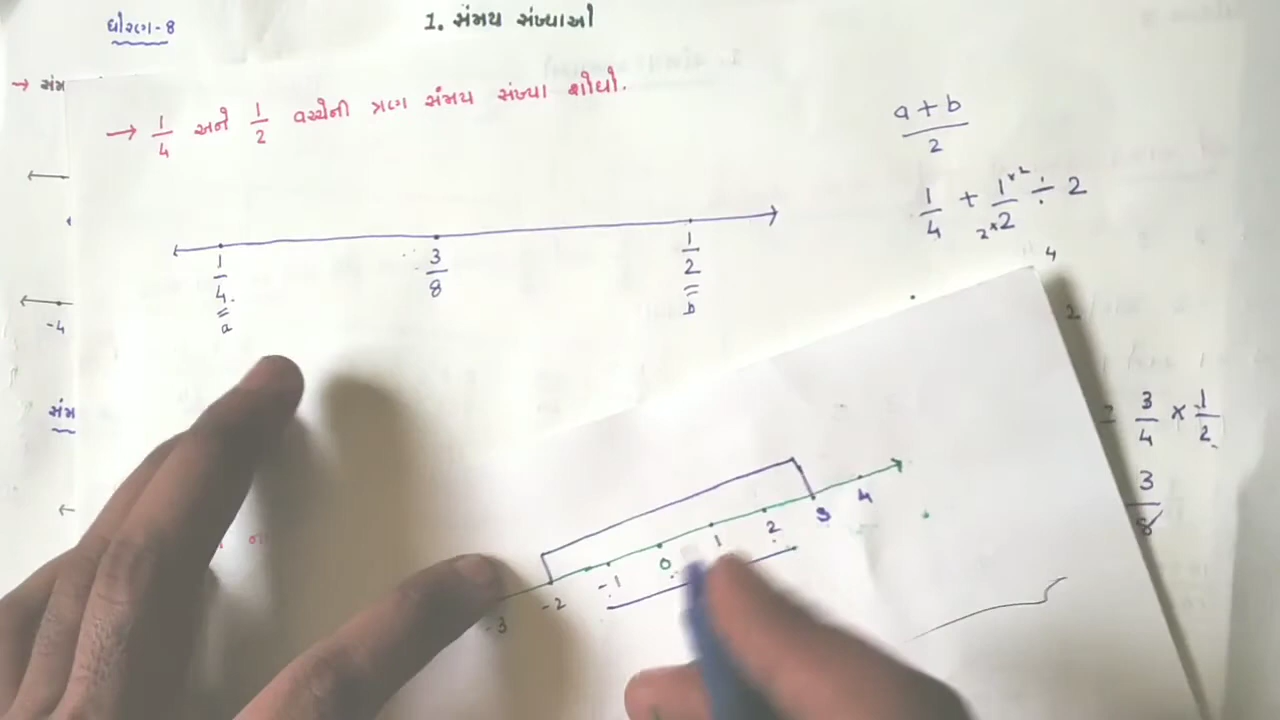 ધોરણ-8
1. સંમેય સંખ્યાઓ
→ સંમ
→ 1/4 અને 1/2 વચ્ચેની ત્રણ સંમેય સંખ્યા શોધો.
a + b / 2
1/4 + 1×2 / 2×2 ÷ 2
1/4 = a
3/8
1/2 = b
4
2
-4
સંમ
3/4 × 1/2
3/8
-3 -2 -1 0 1 2 3 4